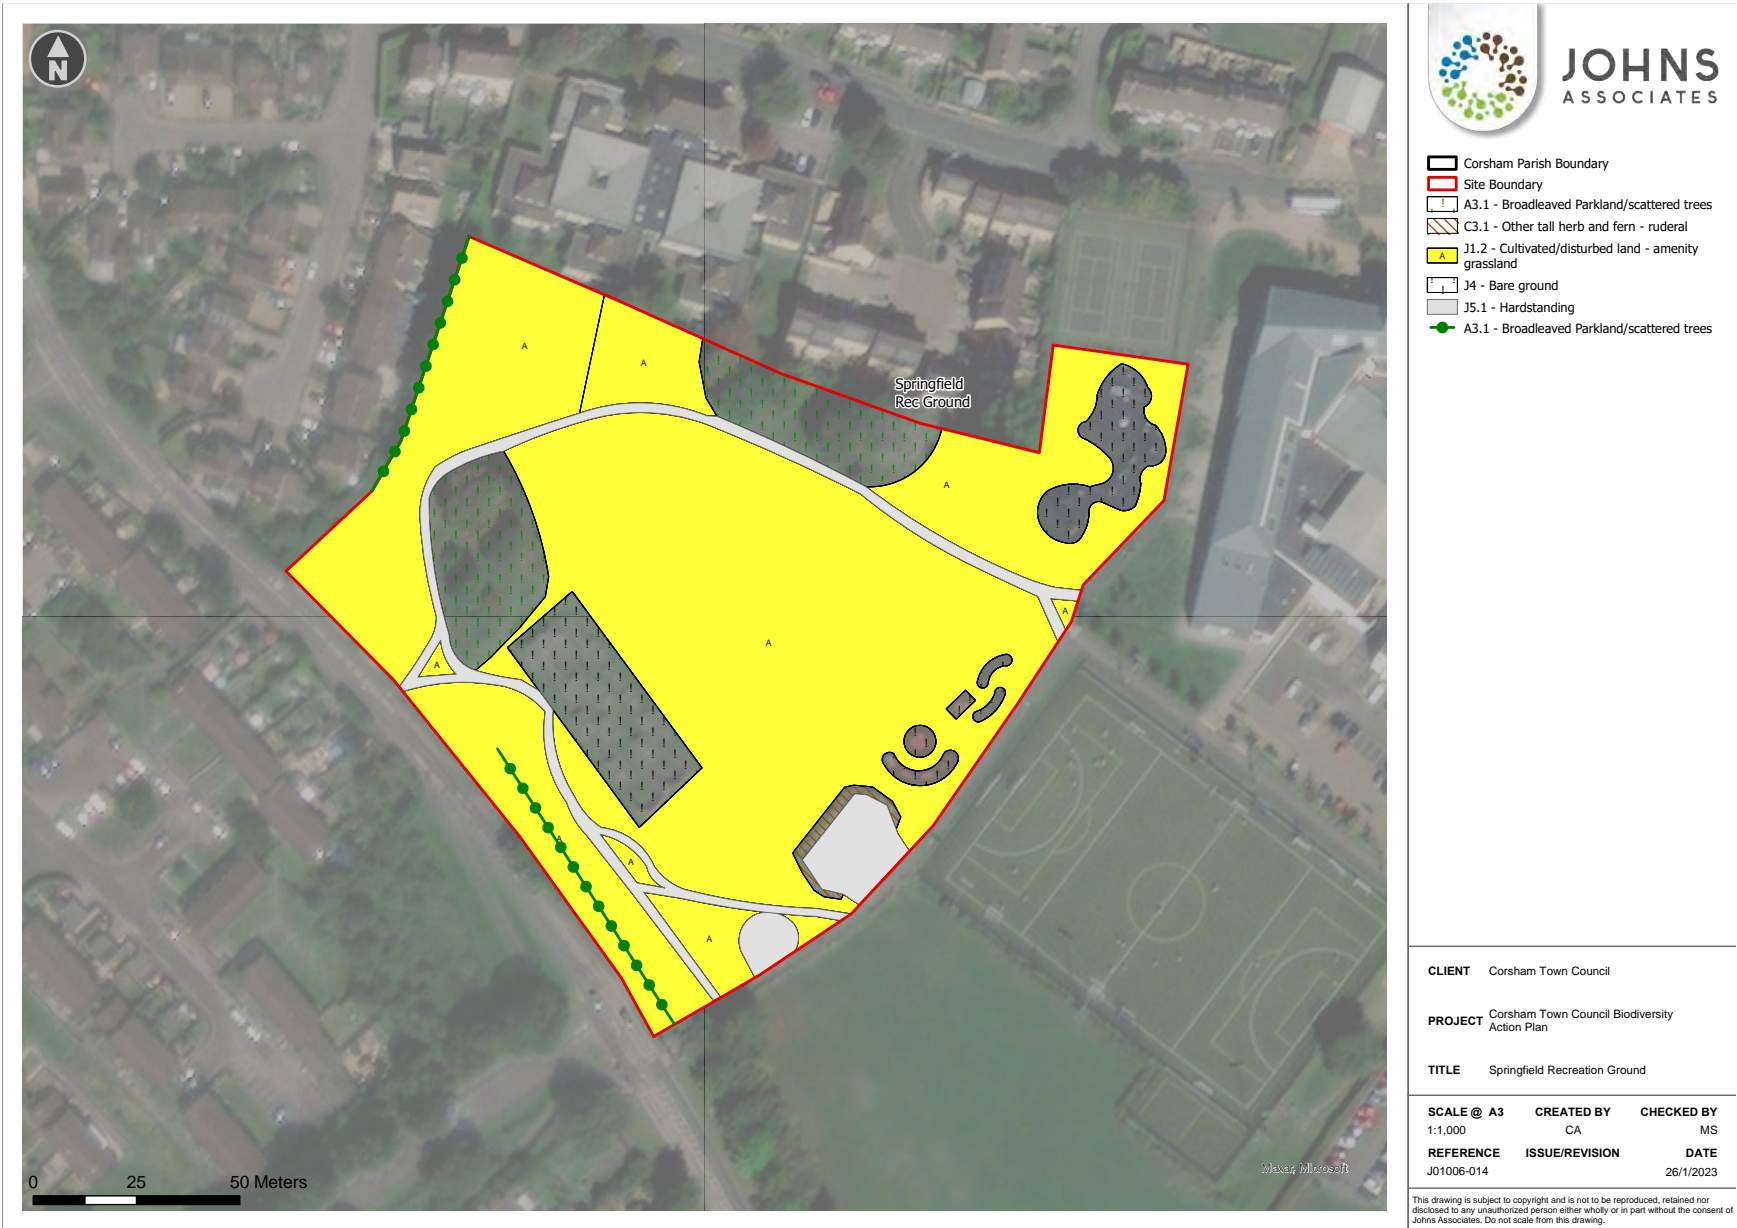 N
JOHNS
ASSOCIATES
Corsham Parish Boundary
Site Boundary
A3.1 - Broadleaved Parkland/scattered trees
C3.1 - Other tall herb and fern - ruderal
A
J1.2 - Cultivated/disturbed land - amenity
grassland
J4 - Bare ground
J5.1 - Hardstanding
A3.1 - Broadleaved Parkland/scattered trees
A
A
Springfield
Rec Ground
A
A
A
A
A
A
A
0 25 50 Meters
Maxar, Microsoft
CLIENT Corsham Town Council
PROJECT Corsham Town Council Biodiversity
Action Plan
TITLE Springfield Recreation Ground
SCALE @ A3 CREATED BY CHECKED BY
1:1,000 CA MS
REFERENCE ISSUE/REVISION DATE
J01006-014 26/1/2023
This drawing is subject to copyright and is not to be reproduced, retained nor
disclosed to any unauthorized person either wholly or in part without the consent of
Johns Associates. Do not scale from this drawing.